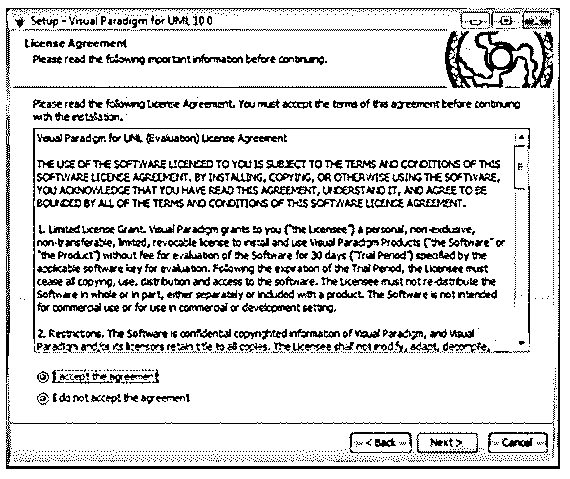 Setup - Visual Paradigm for UML 10.0
License Agreement
Please read the following important information before continuing.
Please read the following License Agreement. You must accept the terms of this agreement before continuing
with the installation.
Visual Paradigm for UML (Evaluation) License Agreement
THE USE OF THE SOFTWARE LICENSED TO YOU IS SUBJECT TO THE TERMS AND CONDITIONS OF THIS
SOFTWARE LICENSE AGREEMENT. BY INSTALLING, COPYING, OR OTHERWISE USING THE SOFTWARE,
YOU ACKNOWLEDGE THAT YOU HAVE READ THIS AGREEMENT, UNDERSTAND IT, AND AGREE TO BE
BOUNDED BY ALL OF THE TERMS AND CONDITIONS OF THIS SOFTWARE LICENSE AGREEMENT.
1. Limited License Grant. Visual Paradigm grants to you ("the Licensee") a personal, non-exclusive,
non-transferable, limited, revocable license to install and use Visual Paradigm Products ("the Software" or
"the Product") without fee for evaluation of the Software for 30 days ("Trial Period") specified by the
applicable software key for evaluation. Following the expiration of the Trial Period, the Licensee must
cease all copying, use, distribution and access to the software. The Licensee must not re-distribute the
Software in whole or in part, either separately or included with a product. The Software is not intended
for commercial use or for use in commercial or development setting.
2. Restrictions. The Software is confidential copyrighted information of Visual Paradigm, and Visual
Paradigm and/or its licensors retain title to all copies. The Licensee shall not modify, adapt, decompile,
I accept the agreement
I do not accept the agreement
< Back
Next >
Cancel